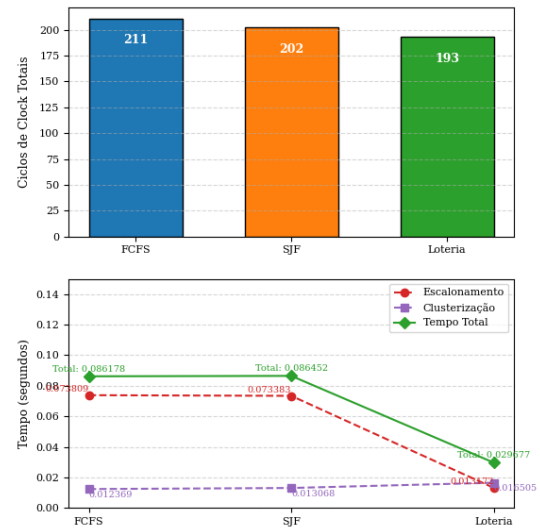 Ciclos de Clock Totais
200
175
150
125
100
75
50
25
0
211
202
193
FCFS
SJF
Loteria
Tempo (segundos)
0.14
0.12
0.10
0.08
0.06
0.04
0.02
0.00
Escalonamento
Clusterização
Tempo Total
Total: 0.086178
Total: 0.086452
0.073809
0.073383
Total: 0.029677
0.016505
0.012369
0.013068
FCFS
SJF
Loteria